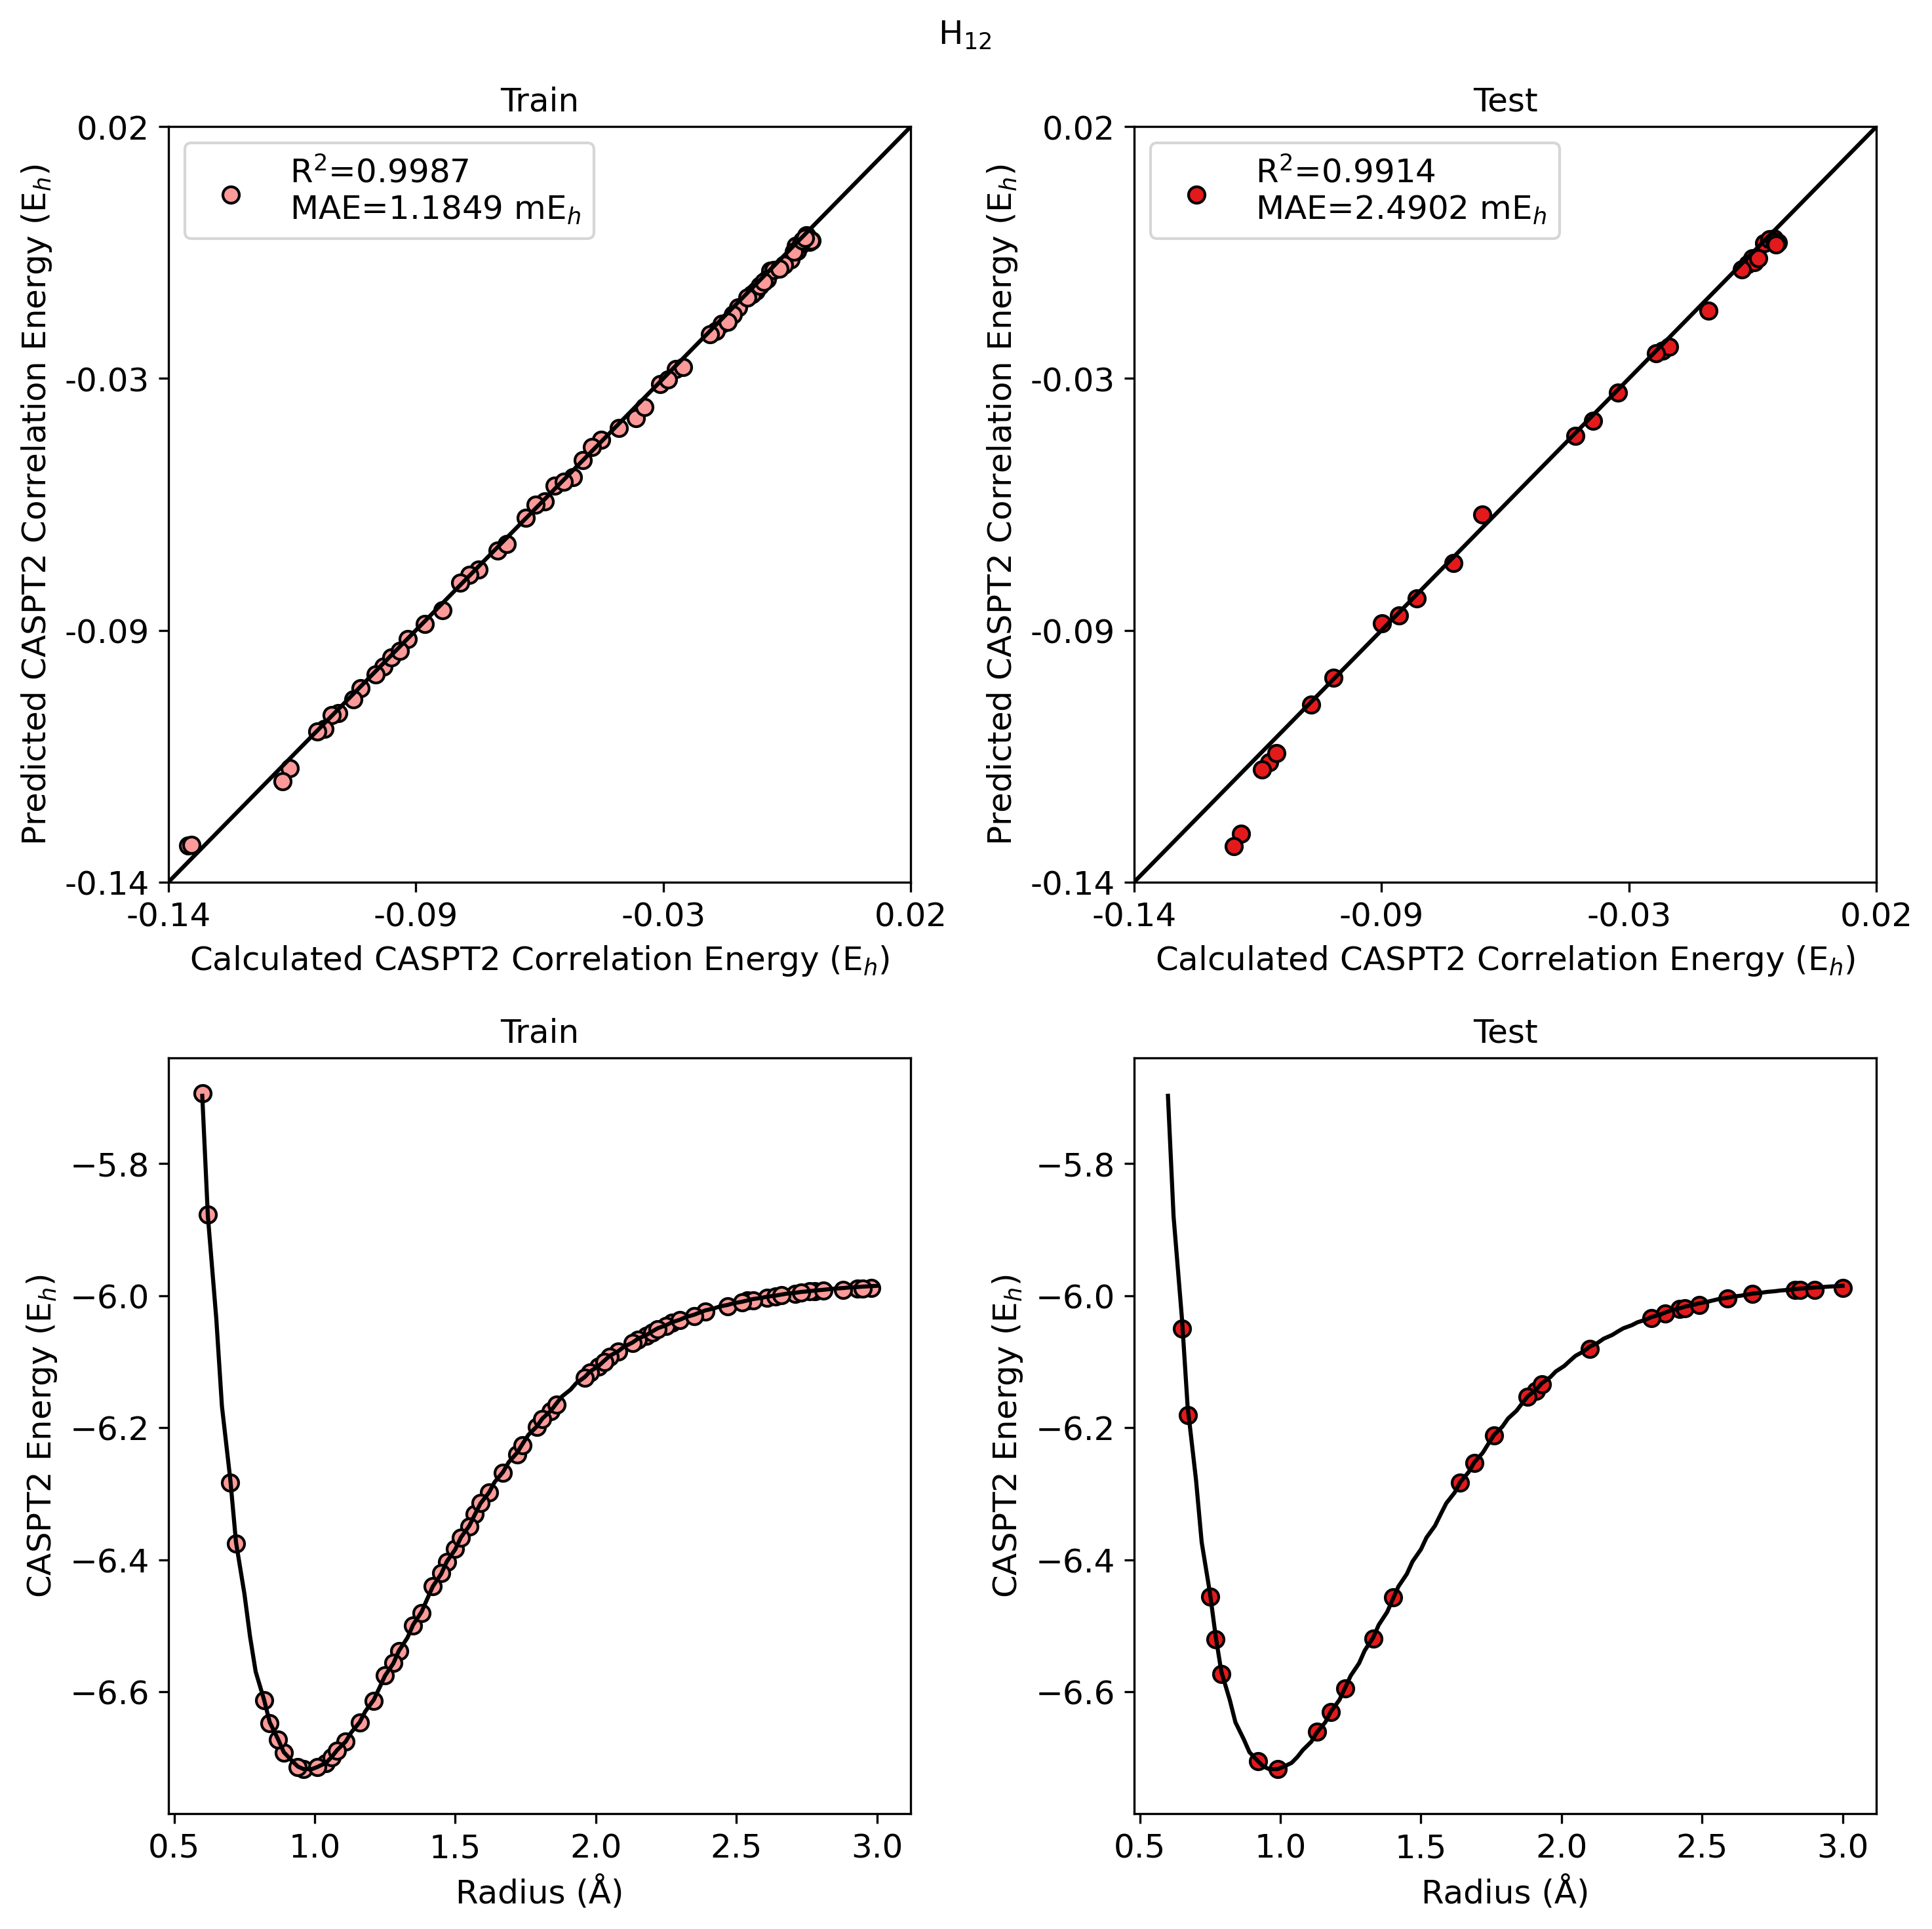 H₁₂
Train
0.02
-0.03
-0.09
-0.14
Predicted CASPT2 Correlation Energy (Eₕ)
R²=0.9987
MAE=1.1849 mEₕ
-0.14 -0.09 -0.03 0.02
Calculated CASPT2 Correlation Energy (Eₕ)
Test
0.02
-0.03
-0.09
-0.14
Predicted CASPT2 Correlation Energy (Eₕ)
R²=0.9914
MAE=2.4902 mEₕ
-0.14 -0.09 -0.03 0.02
Calculated CASPT2 Correlation Energy (Eₕ)
Train
−5.8
−6.0
−6.2
−6.4
−6.6
CASPT2 Energy (Eₕ)
0.5 1.0 1.5 2.0 2.5 3.0
Radius (Å)
Test
−5.8
−6.0
−6.2
−6.4
−6.6
CASPT2 Energy (Eₕ)
0.5 1.0 1.5 2.0 2.5 3.0
Radius (Å)